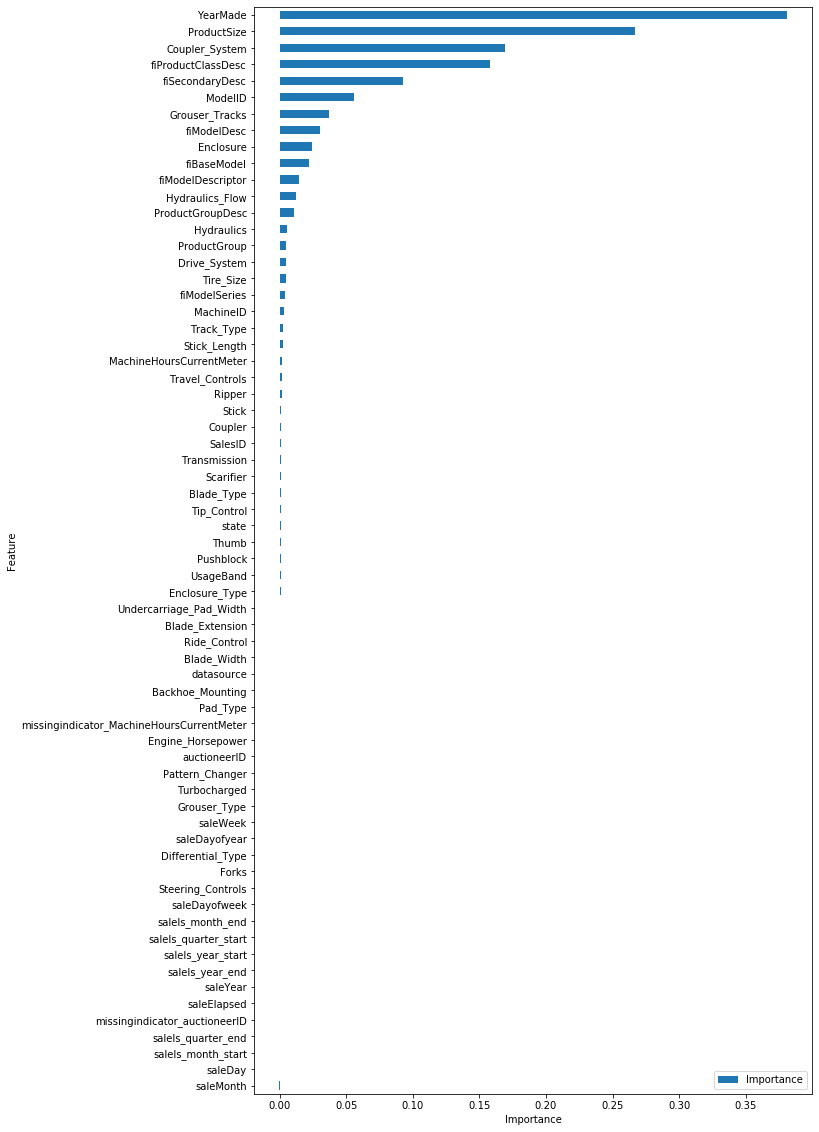 YearMade
ProductSize
Coupler_System
fiProductClassDesc
fiSecondaryDesc
ModelID
Grouser_Tracks
fiModelDesc
Enclosure
fiBaseModel
fiModelDescriptor
Hydraulics_Flow
ProductGroupDesc
Hydraulics
ProductGroup
Drive_System
Tire_Size
fiModelSeries
MachineID
Track_Type
Stick_Length
MachineHoursCurrentMeter
Travel_Controls
Ripper
Stick
Coupler
SalesID
Transmission
Scarifier
Blade_Type
Tip_Control
state
Thumb
Pushblock
UsageBand
Enclosure_Type
Undercarriage_Pad_Width
Blade_Extension
Ride_Control
Blade_Width
datasource
Backhoe_Mounting
Pad_Type
missingindicator_MachineHoursCurrentMeter
Engine_Horsepower
auctioneerID
Pattern_Changer
Turbocharged
Grouser_Type
saleWeek
saleDayofyear
Differential_Type
Forks
Steering_Controls
saleDayofweek
saleIs_month_end
saleIs_quarter_start
saleIs_year_start
saleIs_year_end
saleYear
saleElapsed
missingindicator_auctioneerID
saleIs_quarter_end
saleIs_month_start
saleDay
saleMonth
Feature
Importance
0.00 0.05 0.10 0.15 0.20 0.25 0.30 0.35
Importance